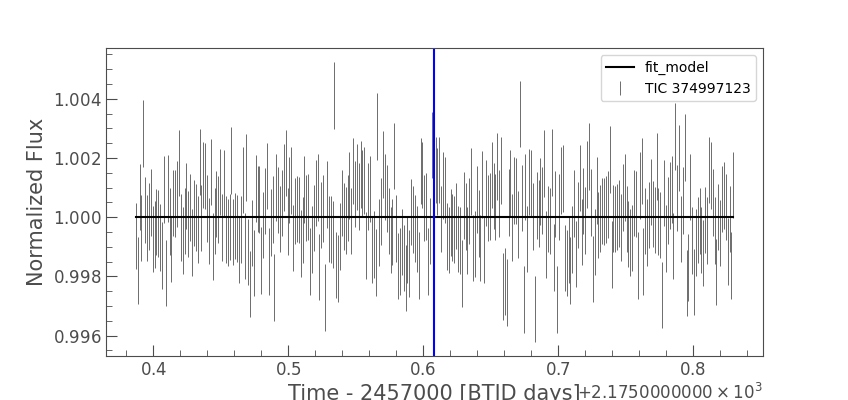 fit_model
TIC 374997123
1.004
1.002
1.000
0.998
0.996
Normalized Flux
0.4 0.5 0.6 0.7 0.8
Time - 2457000 [BTJD days]
+2.1750000000 × 10³